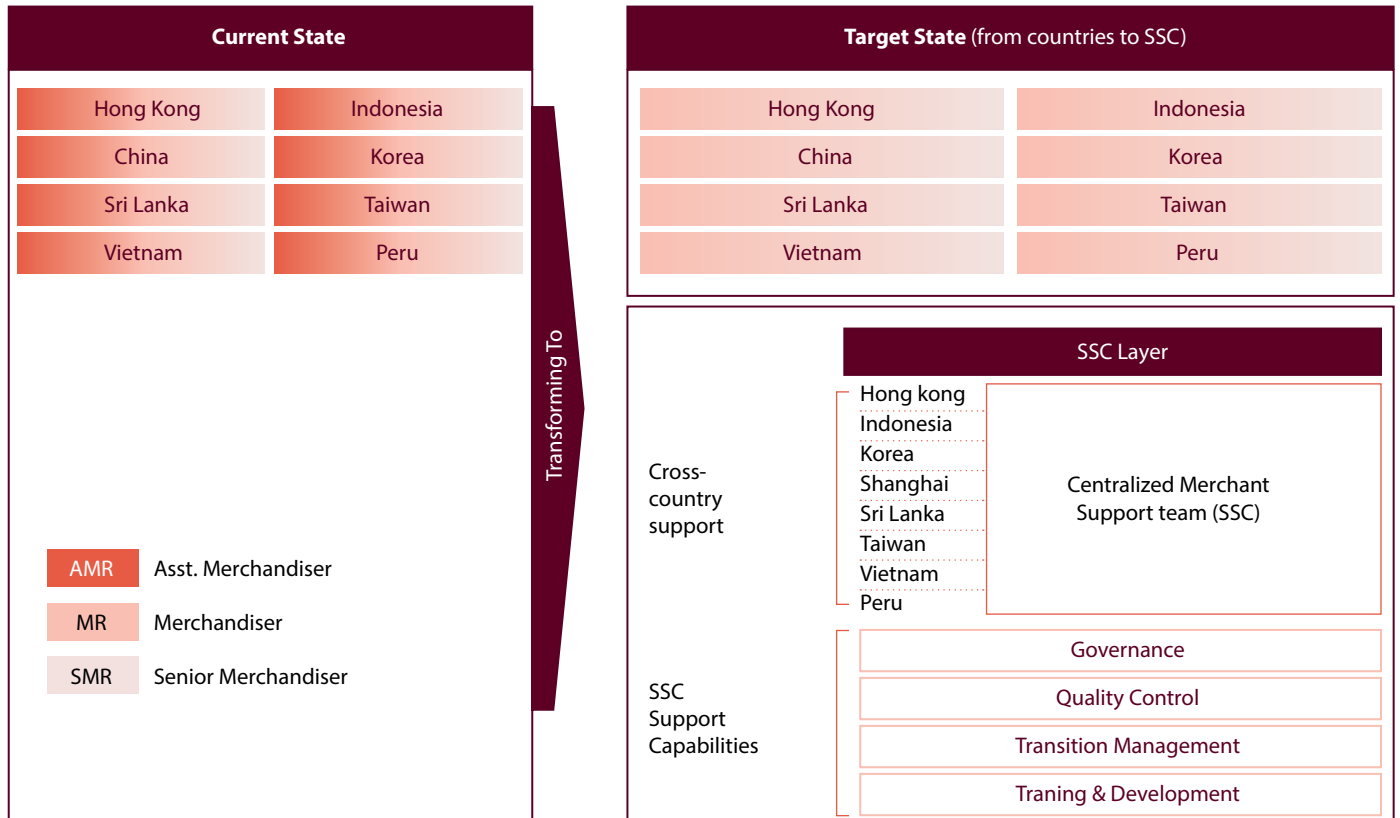 Current State
Hong Kong
Indonesia
China
Korea
Sri Lanka
Taiwan
Vietnam
Peru
AMR Asst. Merchandiser
MR Merchandiser
SMR Senior Merchandiser
Transforming To
Target State (from countries to SSC)
Hong Kong
Indonesia
China
Korea
Sri Lanka
Taiwan
Vietnam
Peru
SSC Layer
Cross-
country
support
Hong kong
Indonesia
Korea
Shanghai
Sri Lanka
Taiwan
Vietnam
Peru
Centralized Merchant
Support team (SSC)
SSC
Support
Capabilities
Governance
Quality Control
Transition Management
Traning & Development